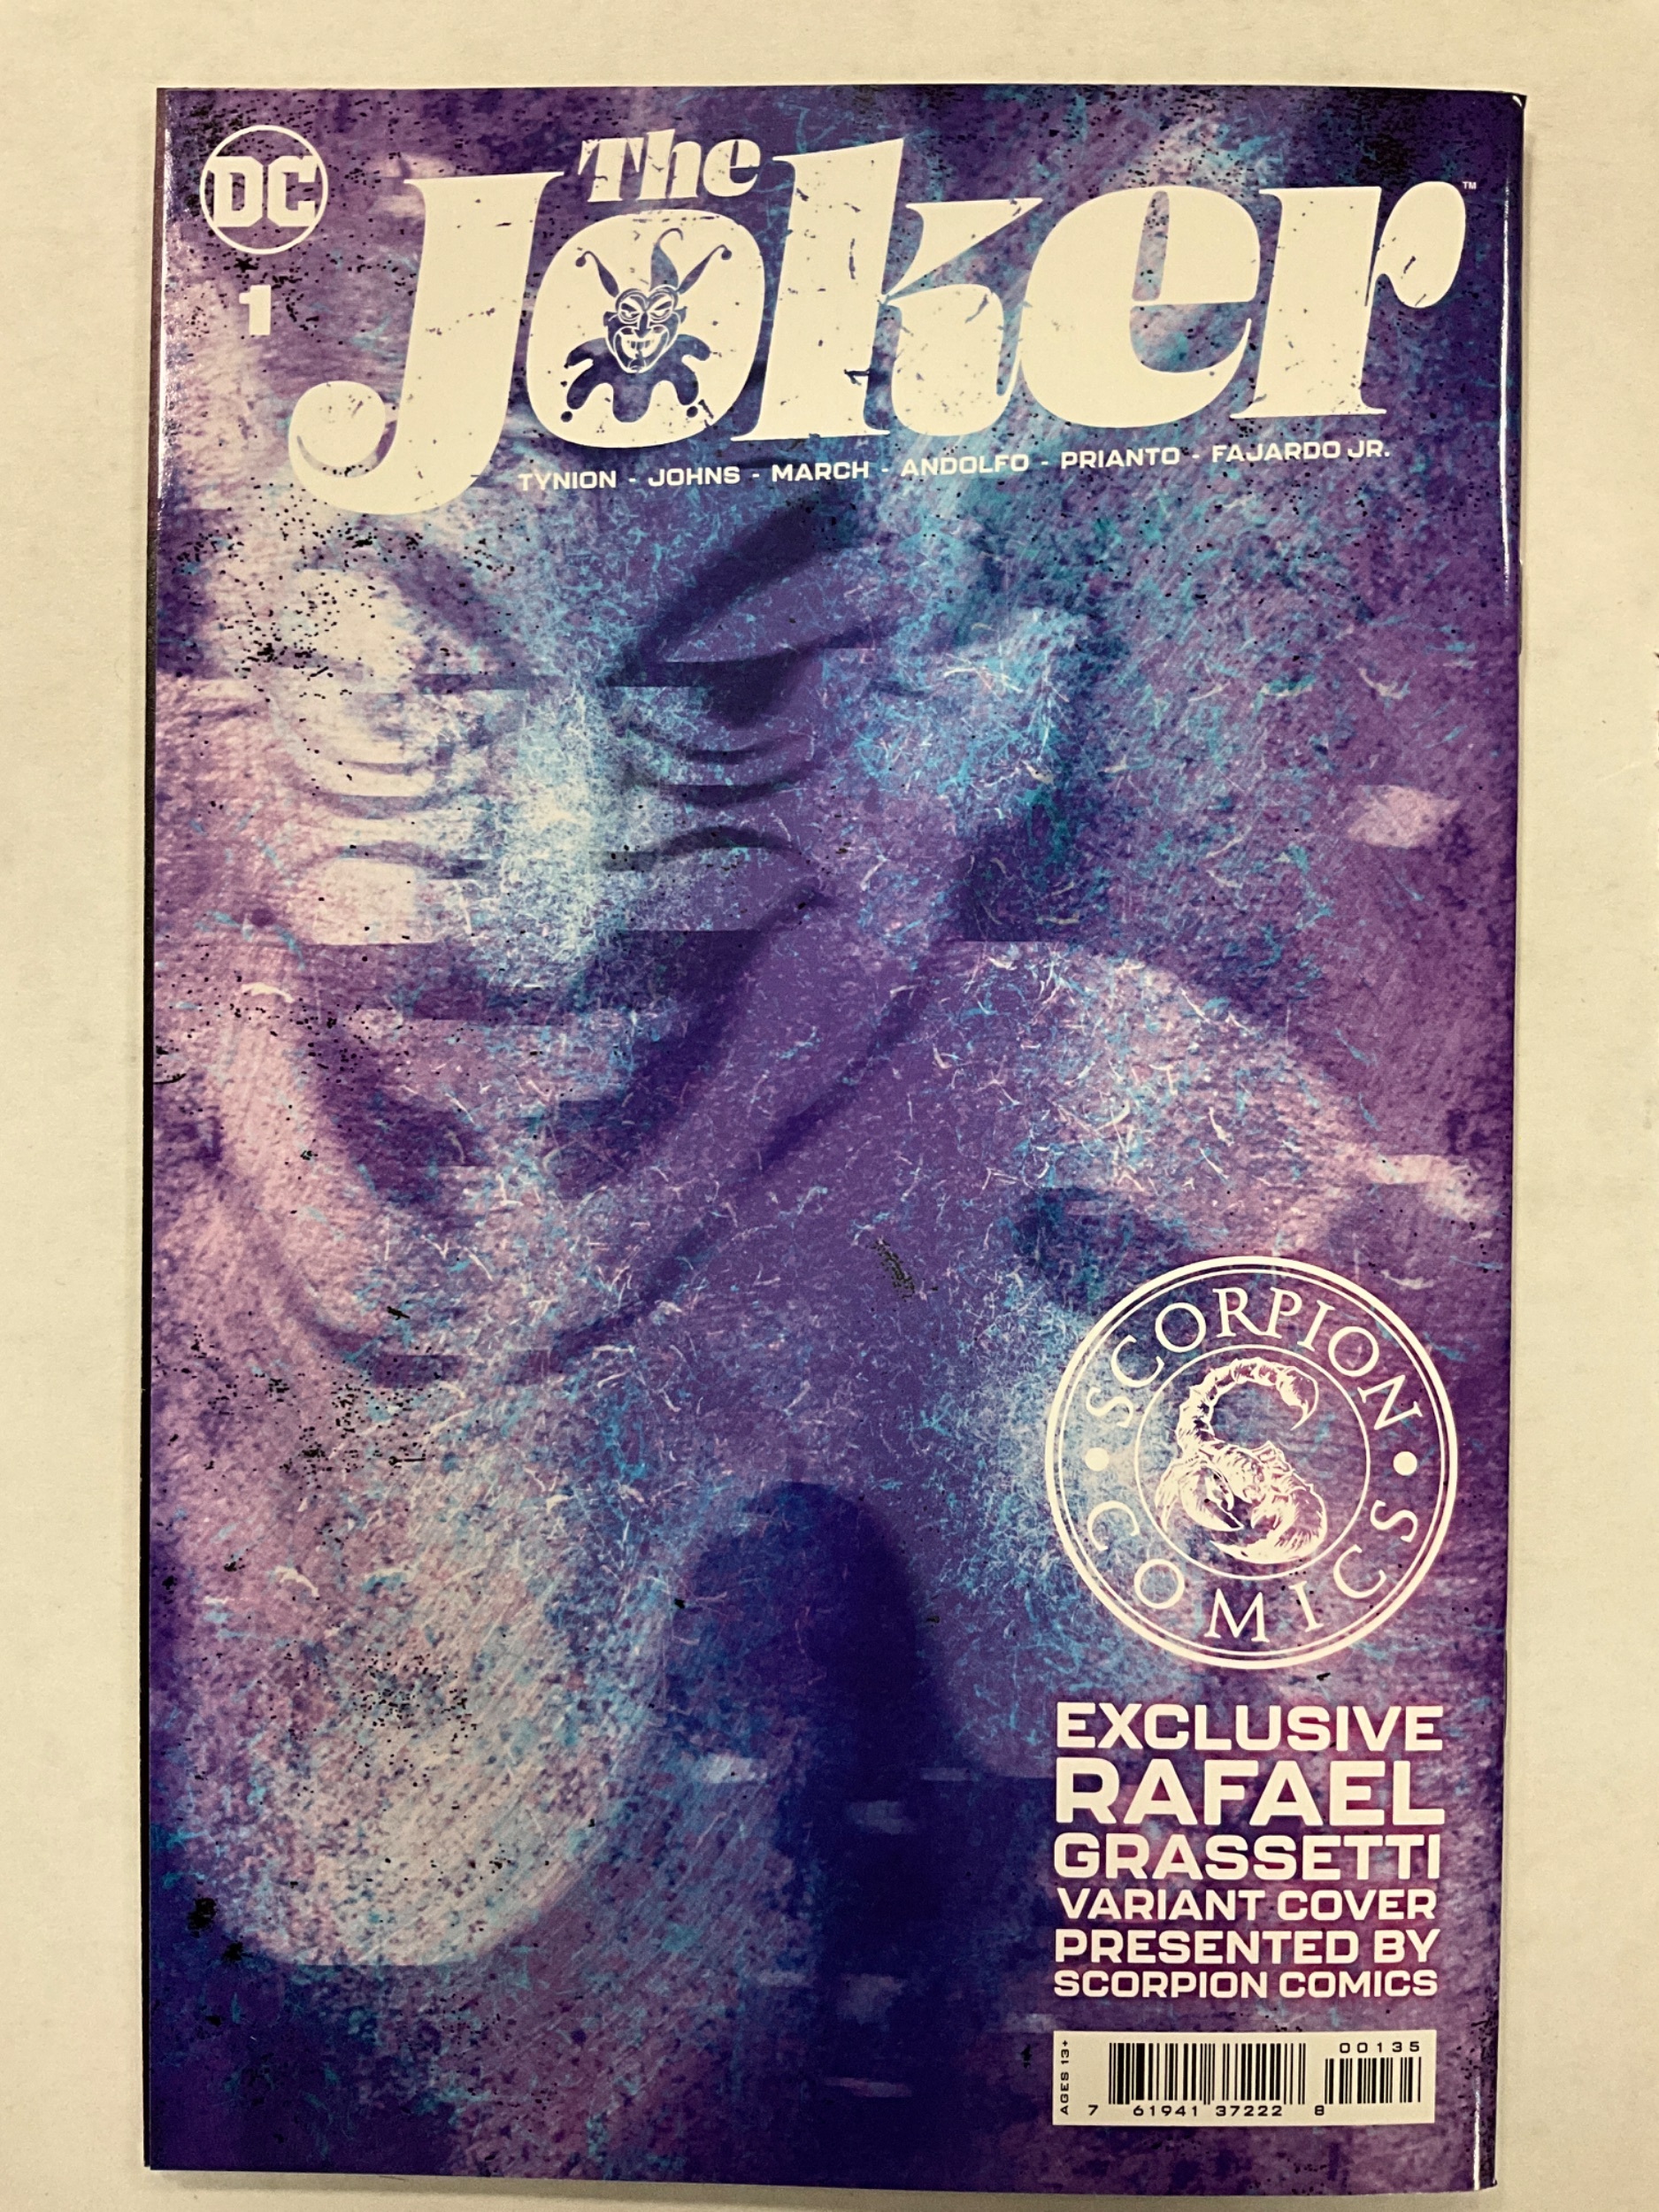 DC
1
The
Joker™
TYNION - JOHNS - MARCH - ANDOLFO - PRIANTO - FAJARDO JR.
SCORPION
COMICS
EXCLUSIVE
RAFAEL
GRASSETTI
VARIANT COVER
PRESENTED BY
SCORPION COMICS
AGES 13+
00135
7 61941 37222 8